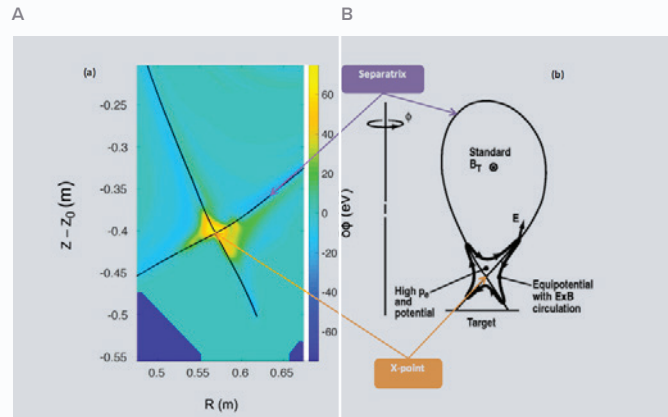 A
B
(a)
-0.25
-0.3
-0.35
-0.4
-0.45
-0.5
-0.55
Z − Z0 (m)
0.5
0.55
0.6
0.65
R (m)
60
40
20
0
-20
-40
-60
δϕ (eV)
Separatrix
X-point
(b)
ϕ
I
Standard
BT
E
High pe
and
potential
Equipotential
with ExB
circulation
Target